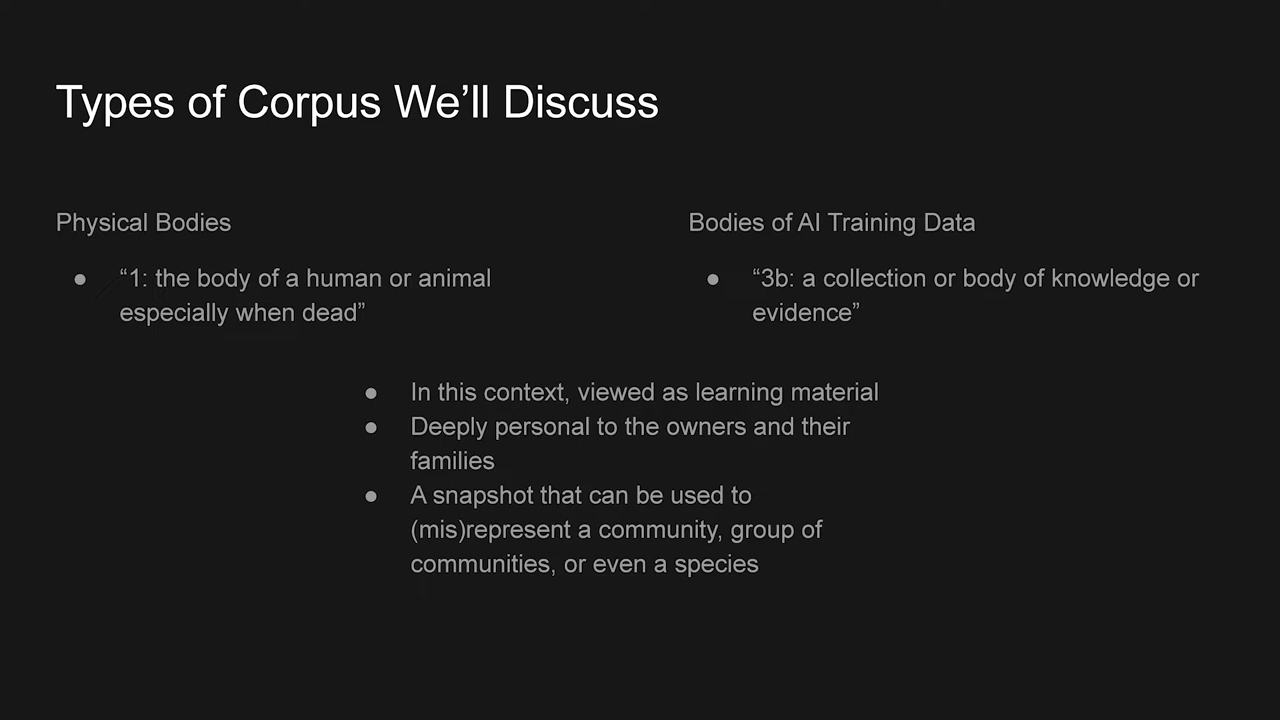 Types of Corpus We’ll Discuss
Physical Bodies
● “1: the body of a human or animal
especially when dead”
Bodies of AI Training Data
● “3b: a collection or body of knowledge or
evidence”
● In this context, viewed as learning material
● Deeply personal to the owners and their
families
● A snapshot that can be used to
(mis)represent a community, group of
communities, or even a species